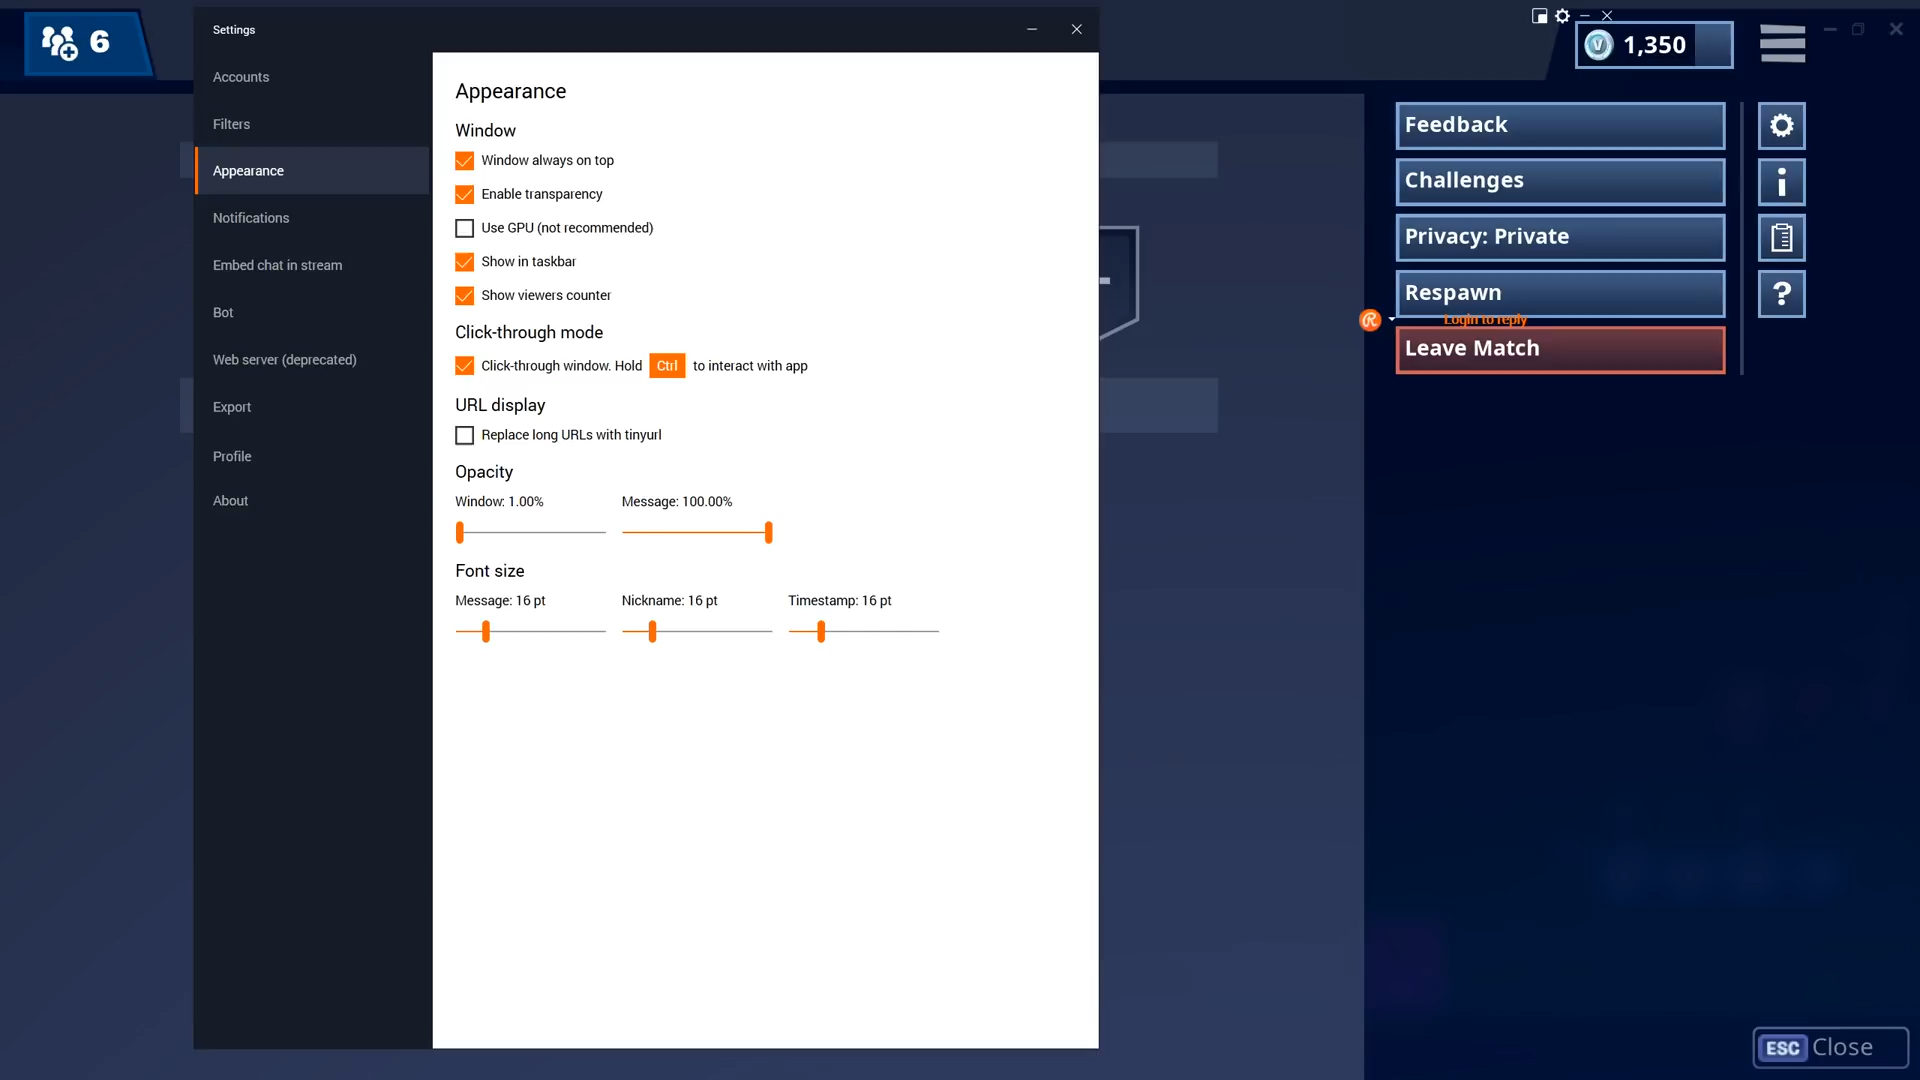 6
Settings
Accounts
Filters
Appearance
Notifications
Embed chat in stream
Bot
Web server (deprecated)
Export
Profile
About
Appearance
Window
Window always on top
Enable transparency
Use GPU (not recommended)
Show in taskbar
Show viewers counter
Click-through mode
Click-through window. Hold Ctrl to interact with app
URL display
Replace long URLs with tinyurl
Opacity
Window: 1.00% Message: 100.00%
Font size
Message: 16 pt Nickname: 16 pt Timestamp: 16 pt
V 1,350
Feedback
Challenges
i
Privacy: Private
Respawn
?
R Login to reply
Leave Match
ESC Close